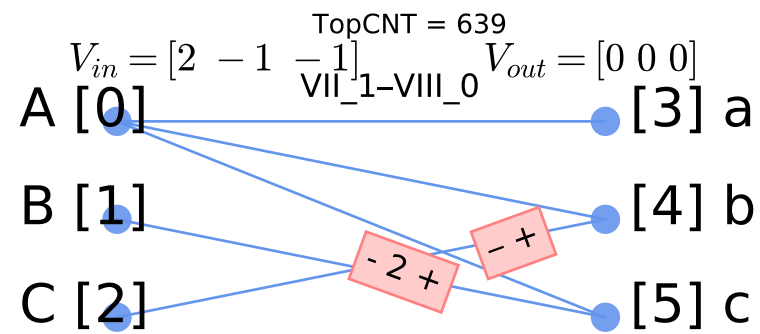 TopCNT = 639
V_in = [2 − 1 − 1] V_out = [0 0 0]
VII_1–VIII_0
A [0] [3] a
B [1] [4] b
− +
- 2 +
C [2] [5] c